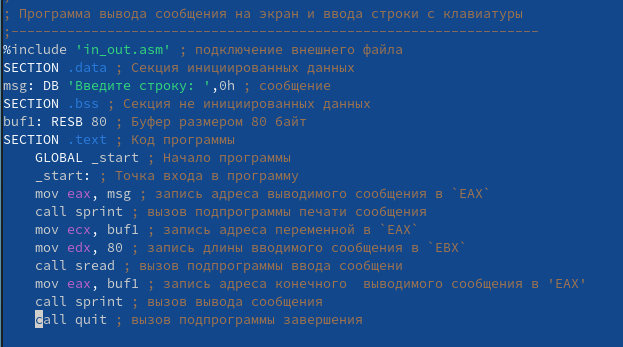 ; Программа вывода сообщения на экран и ввода строки с клавиатуры
;------------------------------------------------------------------
%include 'in_out.asm' ; подключение внешнего файла
SECTION .data ; Секция инициированных данных
msg: DB 'Введите строку: ',0h ; сообщение
SECTION .bss ; Секция не инициированных данных
buf1: RESB 80 ; Буфер размером 80 байт
SECTION .text ; Код программы
GLOBAL _start ; Начало программы
_start: ; Точка входа в программу
mov eax, msg ; запись адреса выводимого сообщения в `EAX`
call sprint ; вызов подпрограммы печати сообщения
mov ecx, buf1 ; запись адреса переменной в `EAX`
mov edx, 80 ; запись длины вводимого сообщения в `EBX`
call sread ; вызов подпрограммы ввода сообщени
mov eax, buf1 ; запись адреса конечного  выводимого сообщения в 'EAX'
call sprint ; вызов вывода сообщения
call quit ; вызов подпрограммы завершения